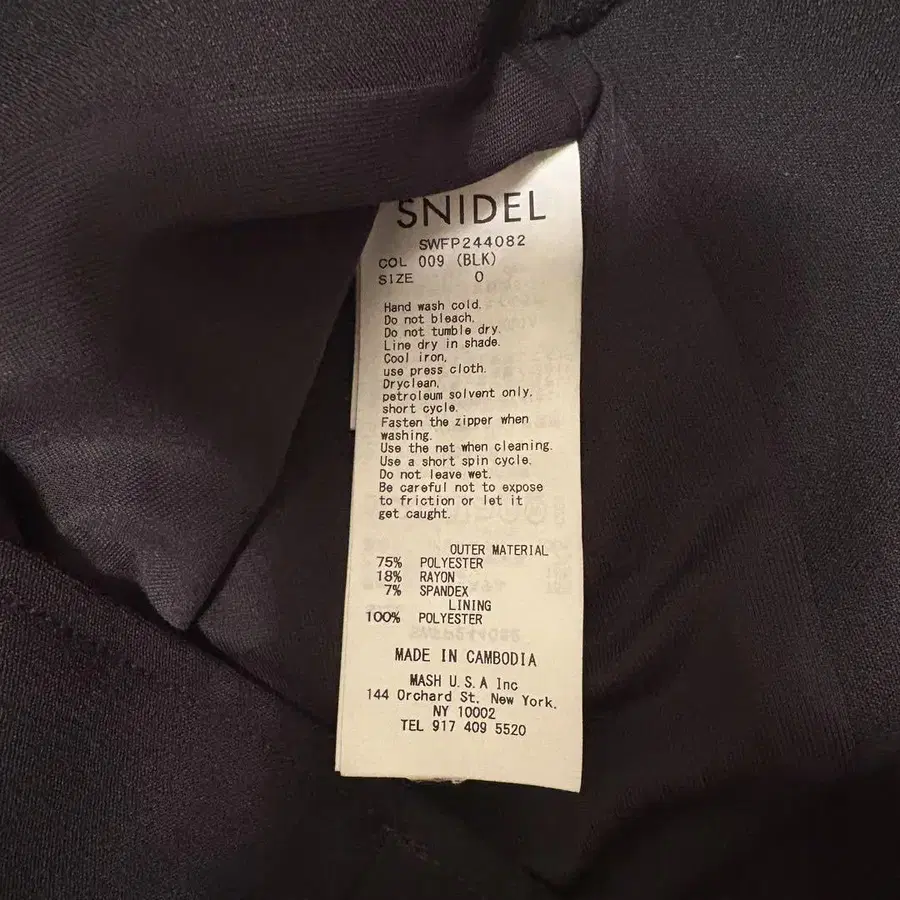 SNIDEL
SWFP244082
COL 009 (BLK)
SIZE 0
Hand wash cold.
Do not bleach.
Do not tumble dry.
Line dry in shade.
Cool iron,
use press cloth.
Dryclean,
petroleum solvent only.
short cycle.
Fasten the zipper when
washing.
Use the net when cleaning.
Use a short spin cycle.
Do not leave wet.
Be careful not to expose
to friction or let it
get caught.
OUTER MATERIAL
75% POLYESTER
18% RAYON
7% SPANDEX
LINING
100% POLYESTER
MADE IN CAMBODIA
MASH U.S.A Inc
144 Orchard St, New York,
NY 10002
TEL 917 409 5520